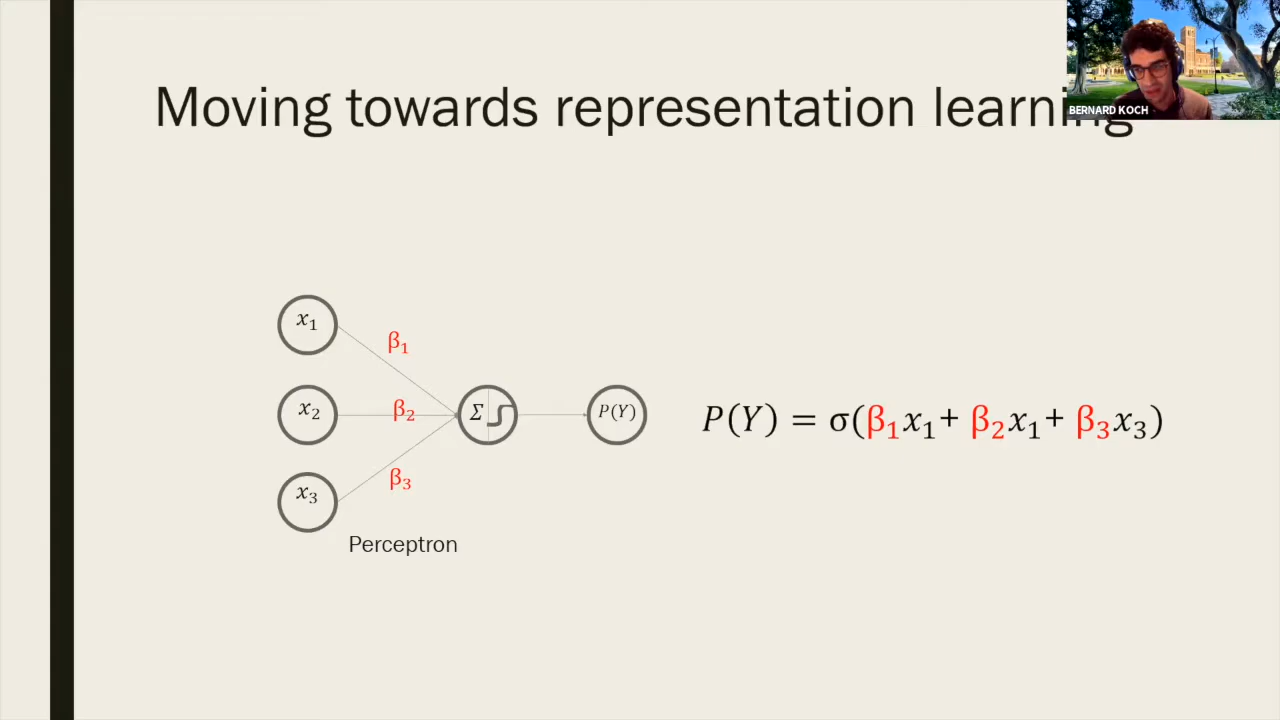 Moving towards representation learning
BERNARD KOCH
x₁
β₁
x₂
β₂
Σ
P(Y)
P(Y) = σ(β₁x₁+ β₂x₁+ β₃x₃)
β₃
x₃
Perceptron